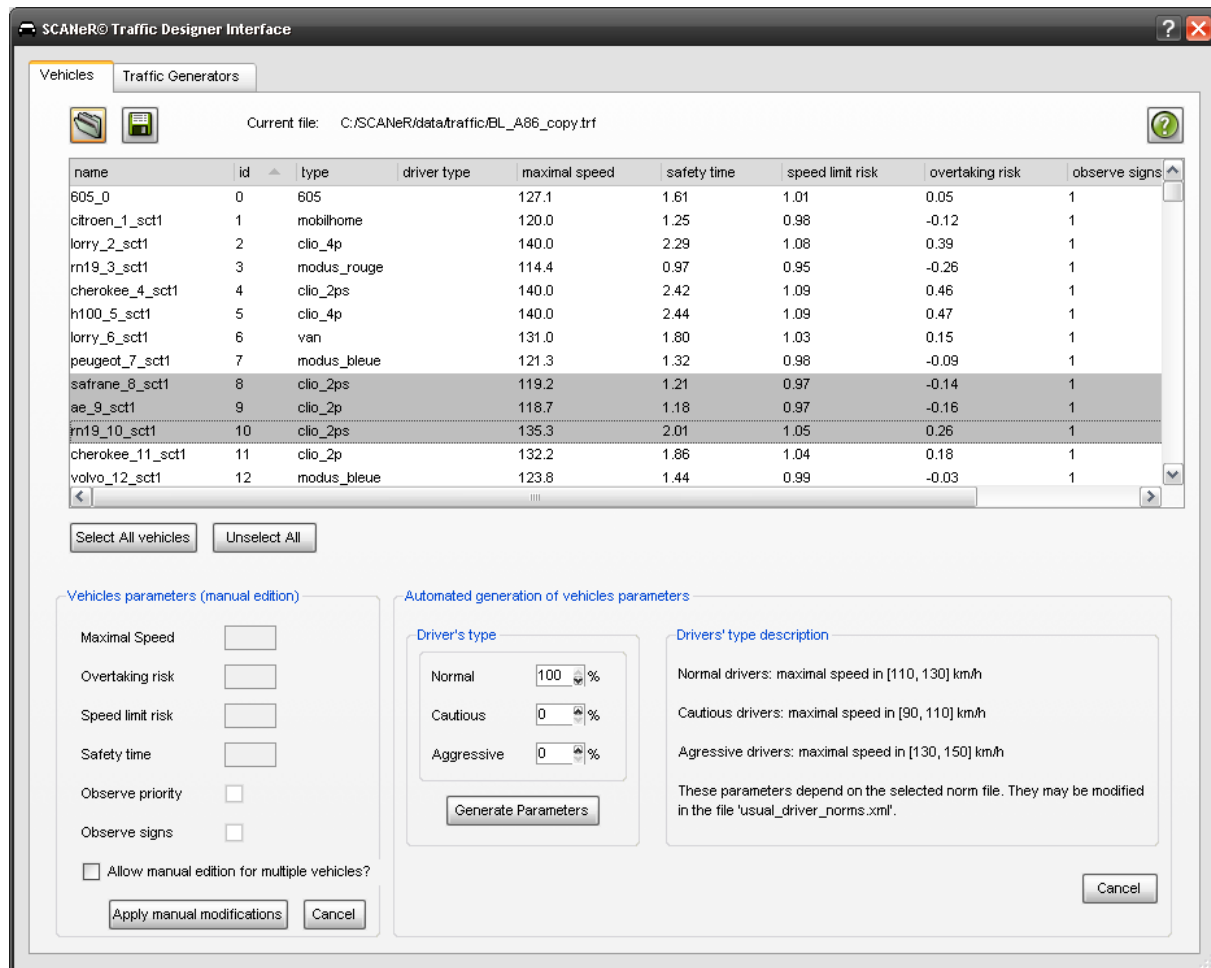 SCANeR© Traffic Designer Interface
Vehicles Traffic Generators
Current file: C:/SCANeR/data/traffic/BL_A86_copy.trf
name id type driver type maximal speed safety time speed limit risk overtaking risk observe signs
605_0 0 605 127.1 1.61 1.01 0.05 1
citroen_1_sct1 1 mobilhome 120.0 1.25 0.98 -0.12 1
lorry_2_sct1 2 clio_4p 140.0 2.29 1.08 0.39 1
rn19_3_sct1 3 modus_rouge 114.4 0.97 0.95 -0.26 1
cherokee_4_sct1 4 clio_2ps 140.0 2.42 1.09 0.46 1
h100_5_sct1 5 clio_4p 140.0 2.44 1.09 0.47 1
lorry_6_sct1 6 van 131.0 1.80 1.03 0.15 1
peugeot_7_sct1 7 modus_bleue 121.3 1.32 0.98 -0.09 1
safrane_8_sct1 8 clio_2ps 119.2 1.21 0.97 -0.14 1
ae_9_sct1 9 clio_2p 118.7 1.18 0.97 -0.16 1
rn19_10_sct1 10 clio_2ps 135.3 2.01 1.05 0.26 1
cherokee_11_sct1 11 clio_2p 132.2 1.86 1.04 0.18 1
volvo_12_sct1 12 modus_bleue 123.8 1.44 0.99 -0.03 1
Select All vehicles Unselect All
Vehicles parameters (manual edition)
Maximal Speed
Overtaking risk
Speed limit risk
Safety time
Observe priority
Observe signs
Allow manual edition for multiple vehicles?
Apply manual modifications Cancel
Automated generation of vehicles parameters
Driver's type
Normal 100 %
Cautious 0 %
Aggressive 0 %
Generate Parameters
Drivers' type description
Normal drivers: maximal speed in [110, 130] km/h
Cautious drivers: maximal speed in [90, 110] km/h
Agressive drivers: maximal speed in [130, 150] km/h
These parameters depend on the selected norm file. They may be modified
in the file 'usual_driver_norms.xml'.
Cancel